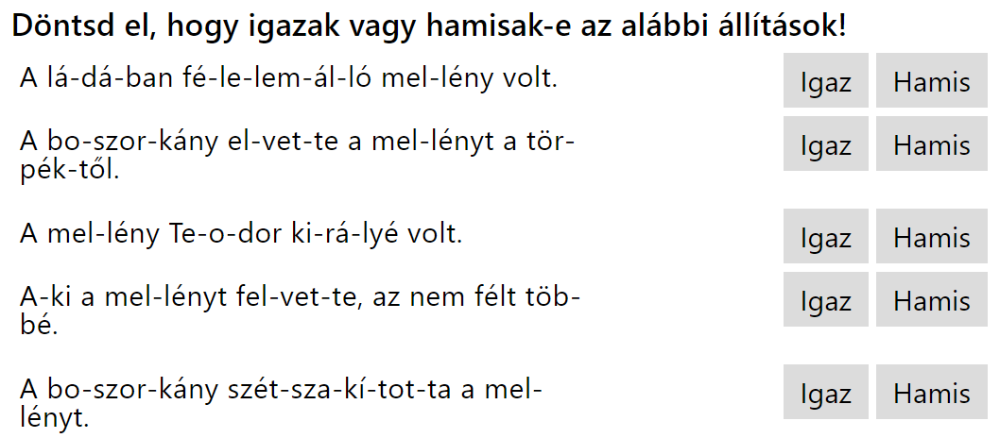 Döntsd el, hogy igazak vagy hamisak-e az alábbi állítások!
A lá-dá-ban fé-le-lem-ál-ló mel-lény volt. Igaz Hamis
A bo-szor-kány el-vet-te a mel-lényt a tör- Igaz Hamis
pék-től.
A mel-lény Te-o-dor ki-rá-lyé volt. Igaz Hamis
A-ki a mel-lényt fel-vet-te, az nem félt töb- Igaz Hamis
bé.
A bo-szor-kány szét-sza-kí-tot-ta a mel- Igaz Hamis
lényt.